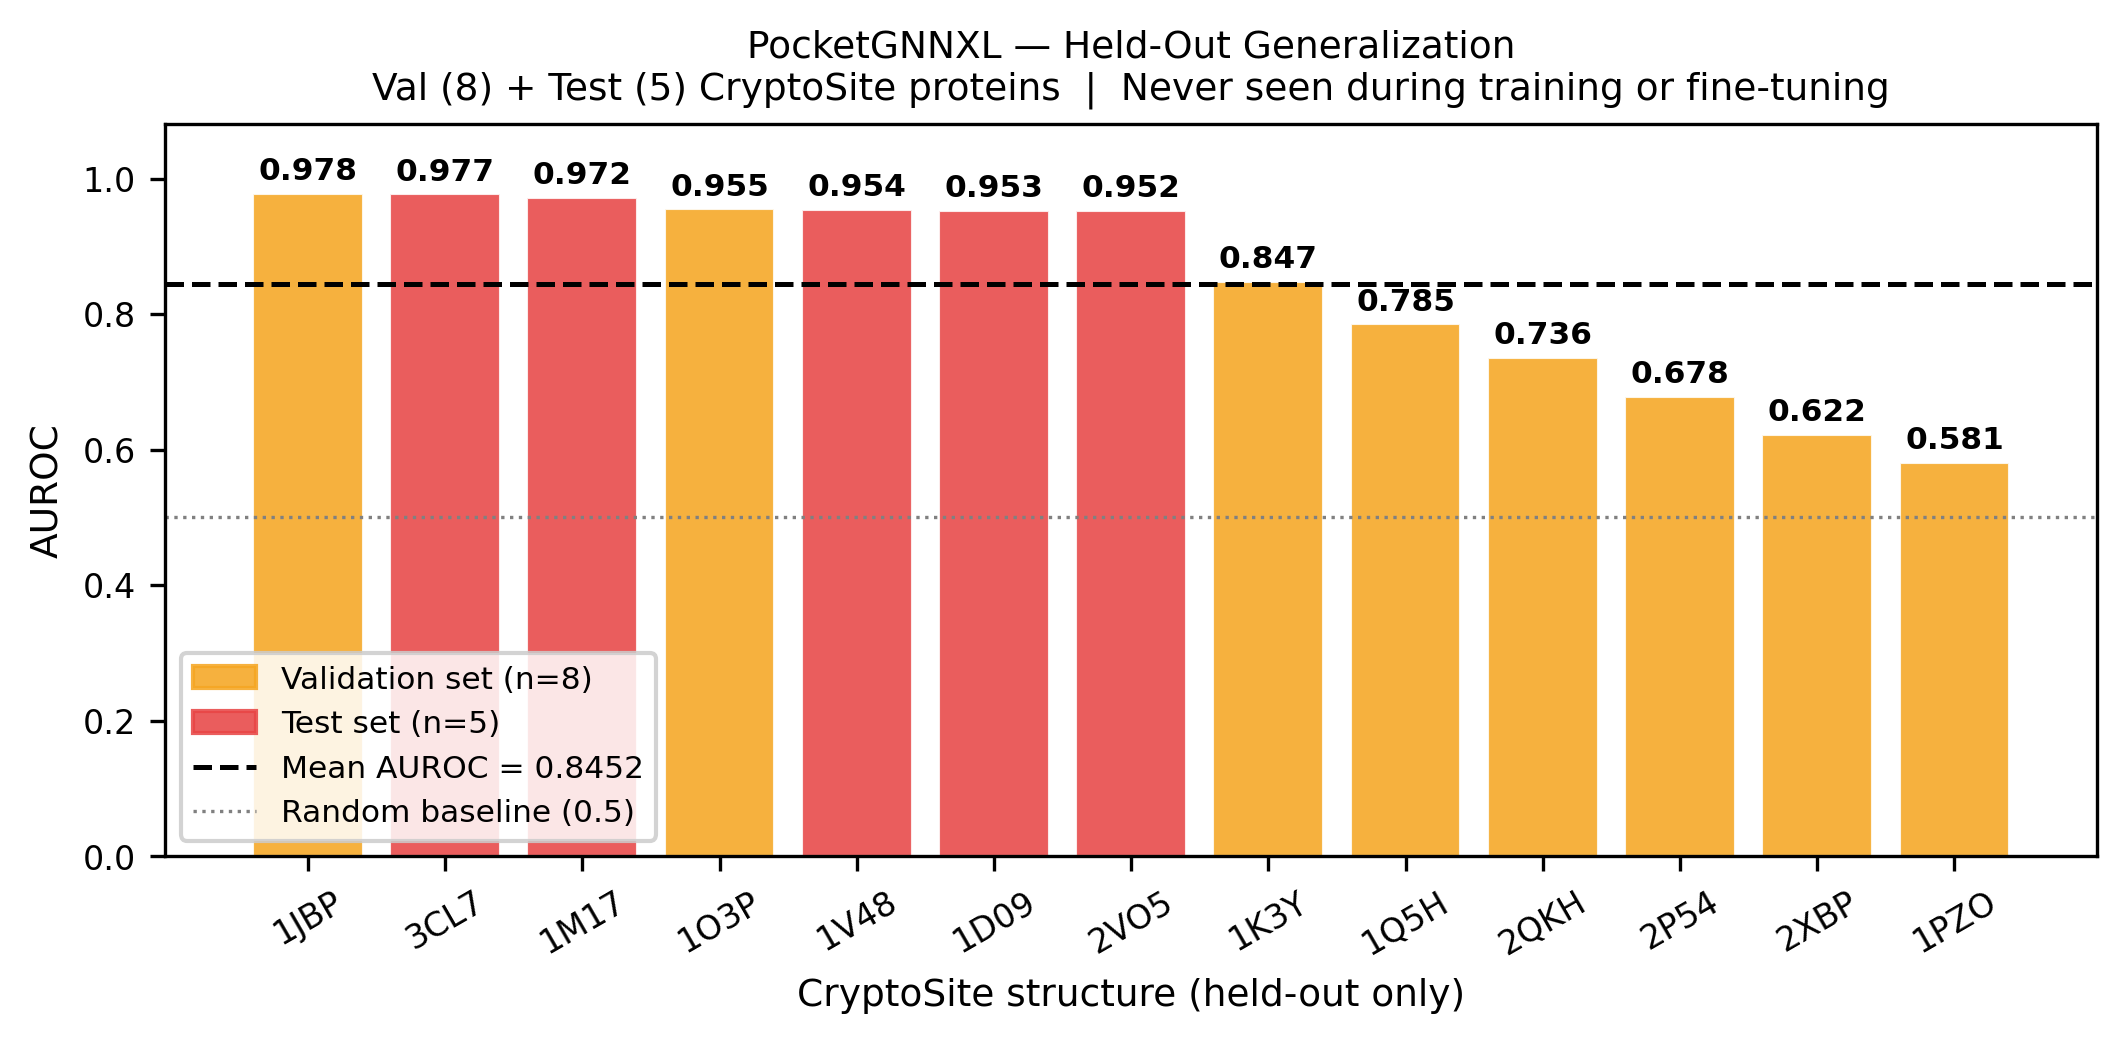 PocketGNNXL — Held-Out Generalization
Val (8) + Test (5) CryptoSite proteins | Never seen during training or fine-tuning
AUROC
1.0
0.8
0.6
0.4
0.2
0.0
0.978
0.977
0.972
0.955
0.954
0.953
0.952
0.847
0.785
0.736
0.678
0.622
0.581
Validation set (n=8)
Test set (n=5)
Mean AUROC = 0.8452
Random baseline (0.5)
1JBP
3CL7
1M17
1O3P
1V48
1D09
2VO5
1K3Y
1Q5H
2QKH
2P54
2XBP
1PZO
CryptoSite structure (held-out only)